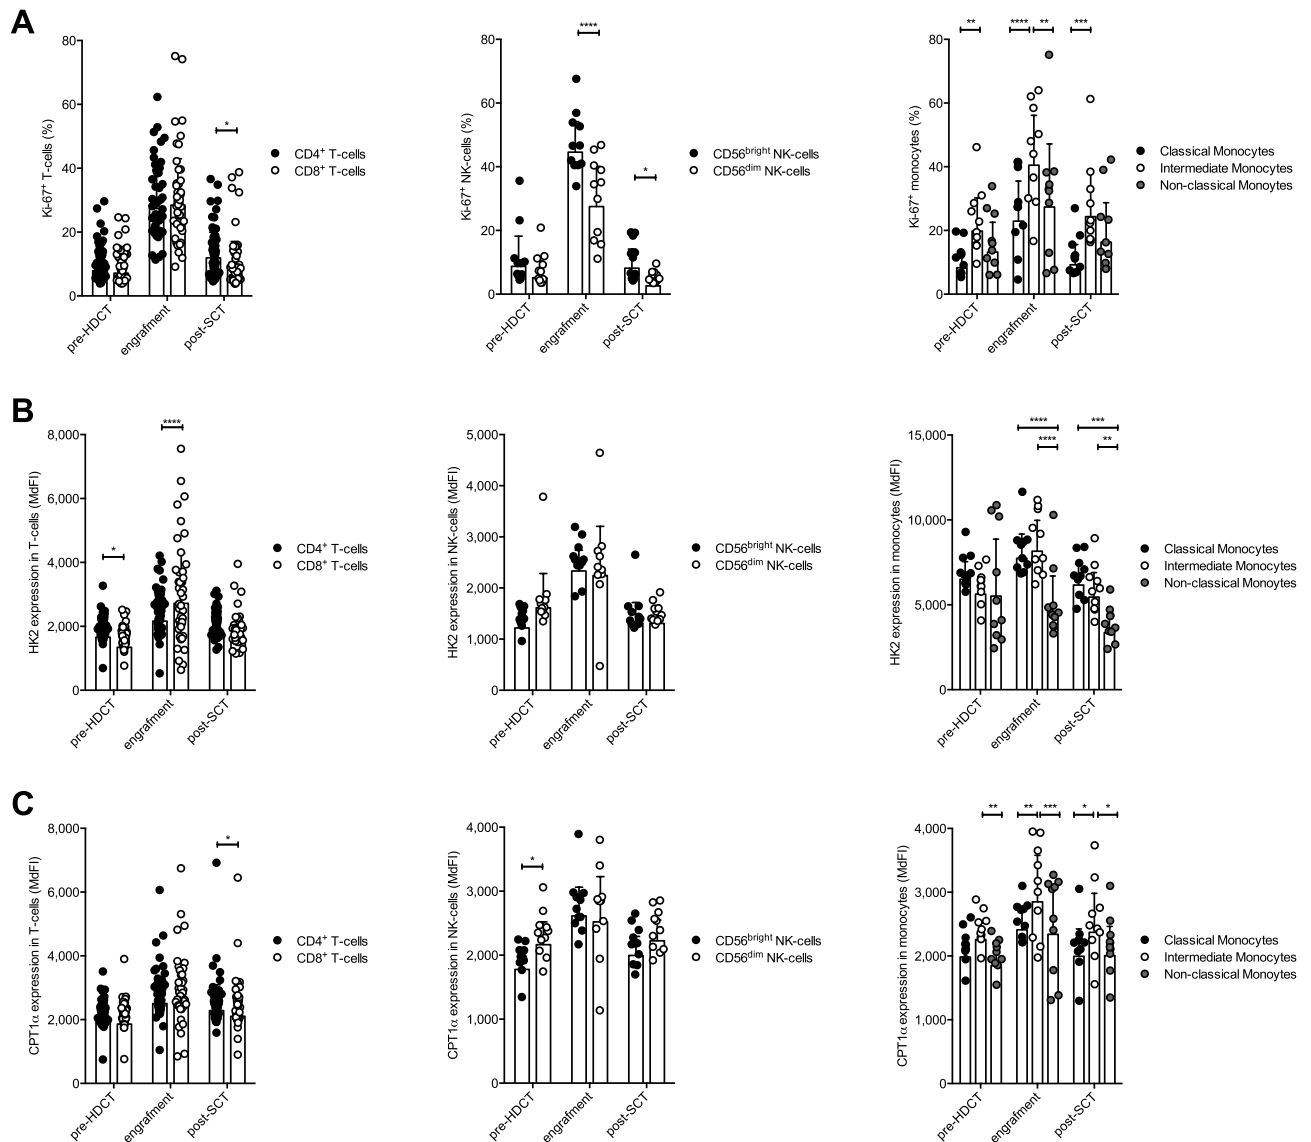 A
Ki-67+ T-cells (%)
80
60
40
20
0
*
pre-HDCT
engrafment
post-SCT
CD4+ T-cells
CD8+ T-cells
Ki-67+ NK-cells (%)
80
60
40
20
0
****
*
pre-HDCT
engrafment
post-SCT
CD56bright NK-cells
CD56dim NK-cells
Ki-67+ monocytes (%)
80
60
40
20
0
** **** ** ***
pre-HDCT
engrafment
post-SCT
Classical Monocytes
Intermediate Monocytes
Non-classical Monoytes
B
HK2 expression in T-cells (MdFI)
8,000
6,000
4,000
2,000
0
****
*
pre-HDCT
engrafment
post-SCT
CD4+ T-cells
CD8+ T-cells
HK2 expression in NK-cells (MdFI)
5,000
4,000
3,000
2,000
1,000
0
pre-HDCT
engrafment
post-SCT
CD56bright NK-cells
CD56dim NK-cells
HK2 expression in monocytes (MdFI)
15,000
10,000
5,000
0
**** ***
**** **
pre-HDCT
engrafment
post-SCT
Classical Monocytes
Intermediate Monocytes
Non-classical Monoytes
C
CPT1α expression in T-cells (MdFI)
8,000
6,000
4,000
2,000
0
*
pre-HDCT
engrafment
post-SCT
CD4+ T-cells
CD8+ T-cells
CPT1α expression in NK-cells (MdFI)
4,000
3,000
2,000
1,000
0
*
pre-HDCT
engrafment
post-SCT
CD56bright NK-cells
CD56dim NK-cells
CPT1α expression in monocytes (MdFI)
4,000
3,000
2,000
1,000
0
** ** *** * *
pre-HDCT
engrafment
post-SCT
Classical Monocytes
Intermediate Monocytes
Non-classical Monoytes